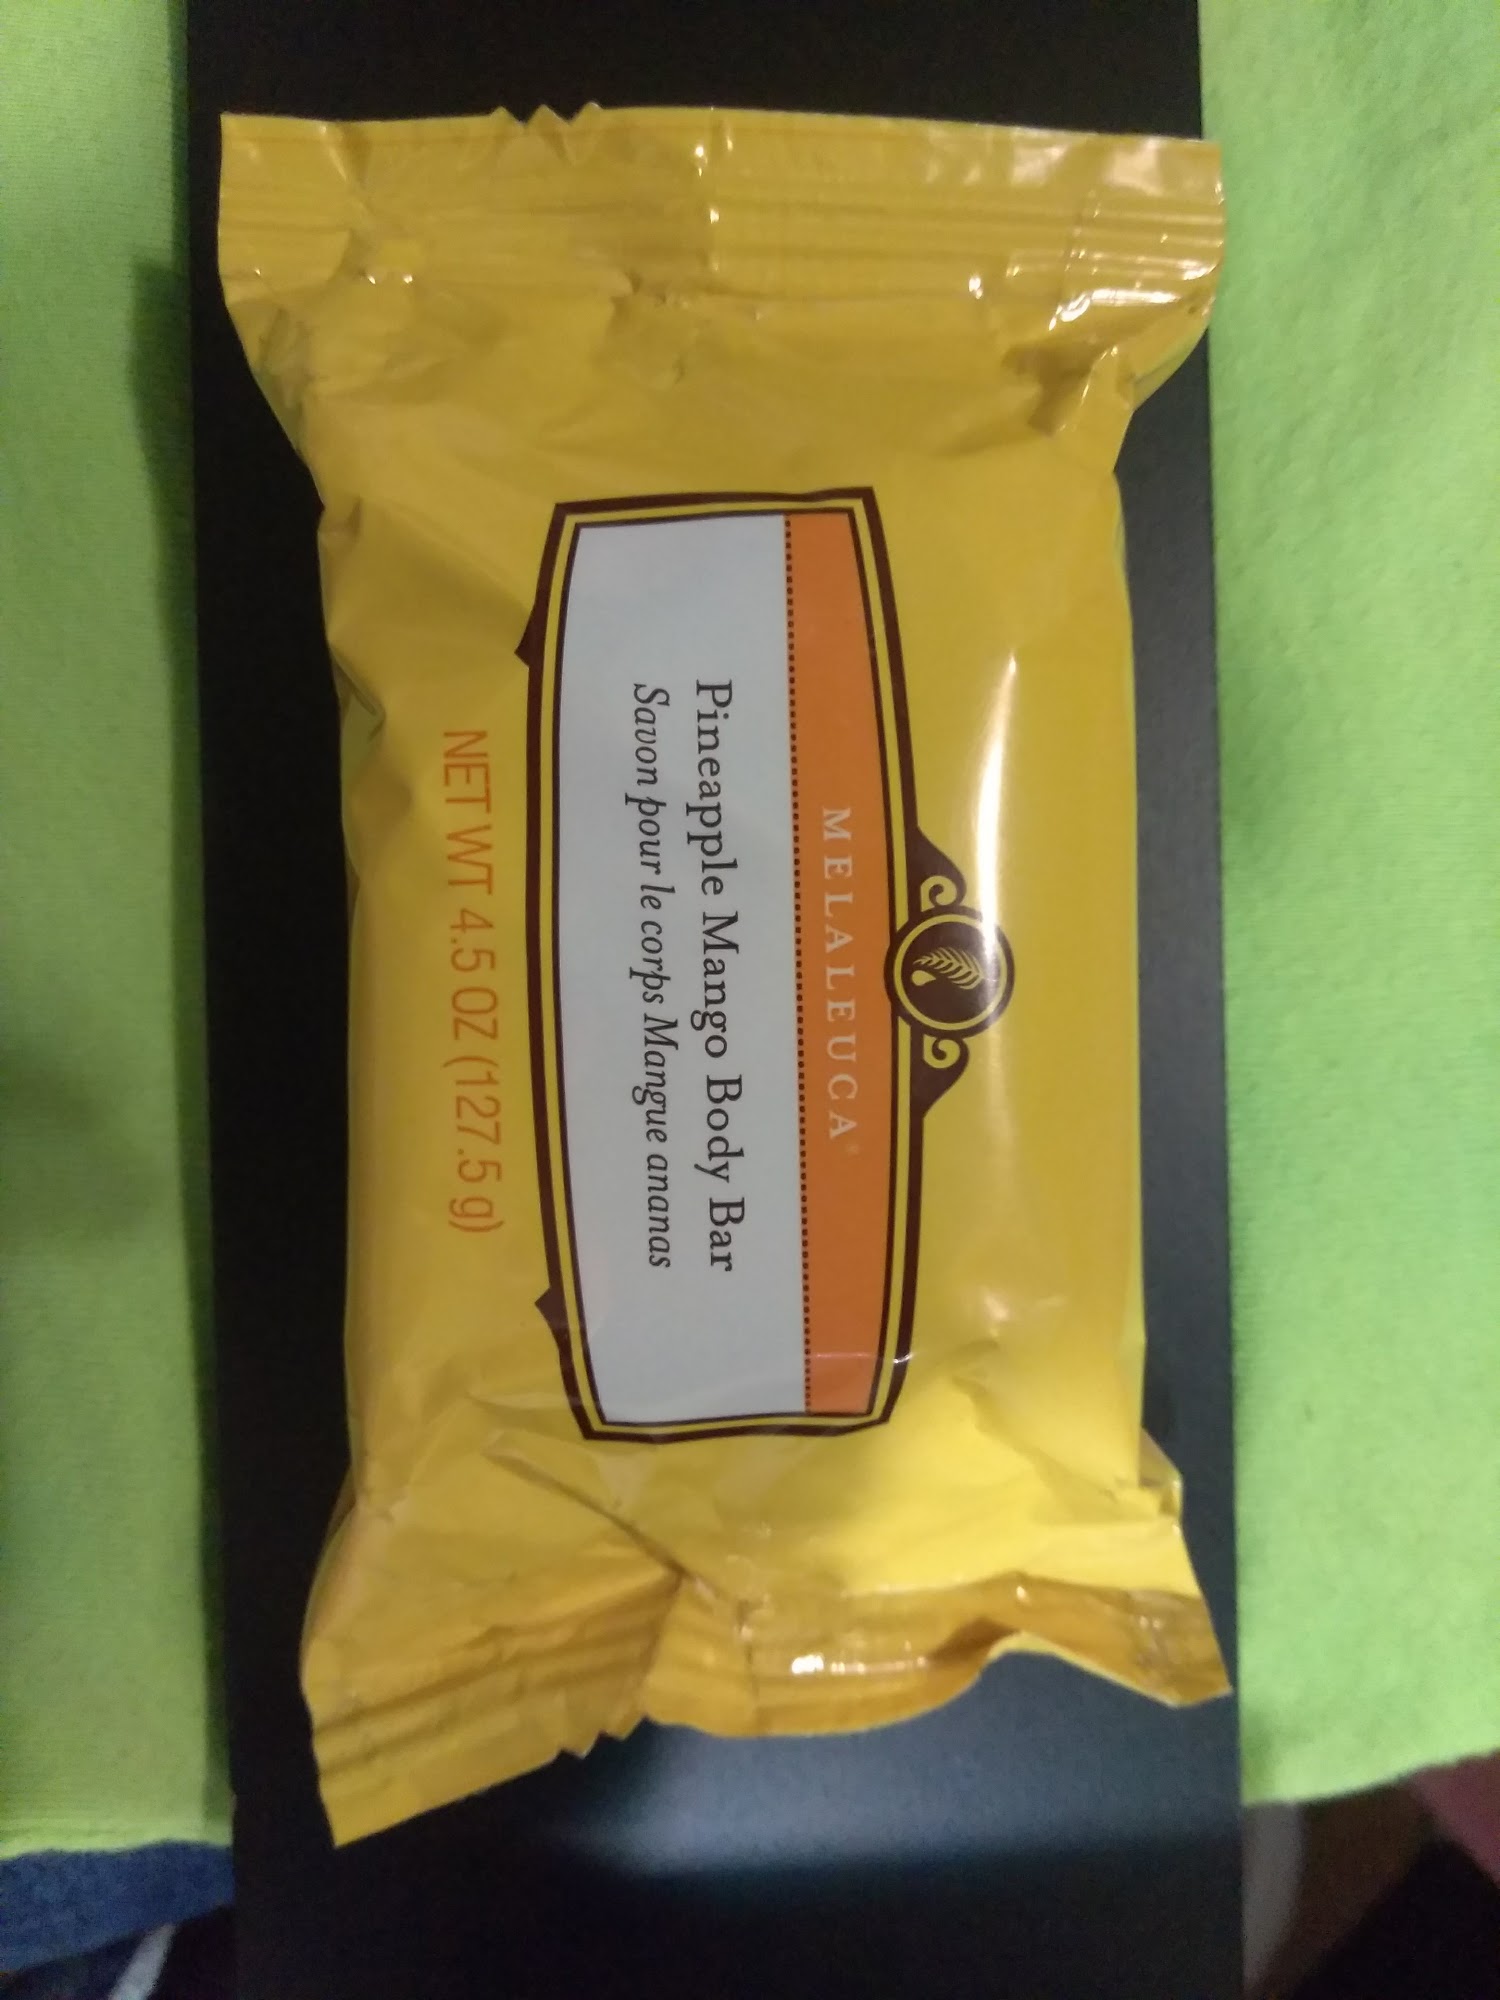 MELALEUCA®
Pineapple Mango Body Bar
Savon pour le corps Mangue ananas
NET WT 4.5 OZ (127.5 g)